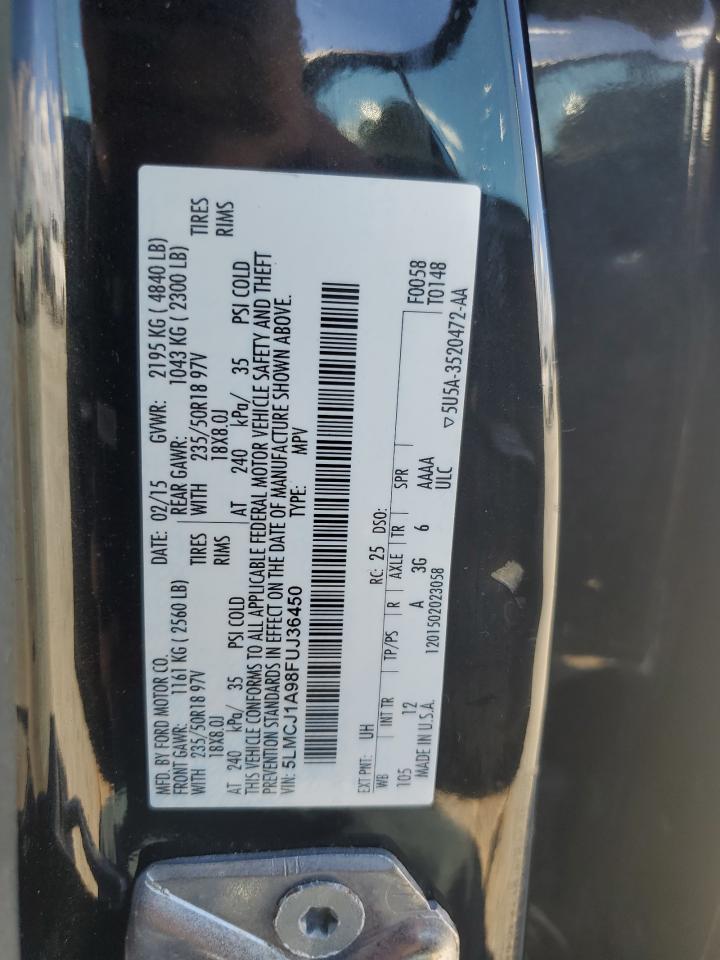 MFD. BY FORD MOTOR CO. DATE: 02/15 GVWR: 2195 KG ( 4840 LB)
FRONT GAWR: 1161 KG ( 2560 LB) REAR GAWR: 1043 KG ( 2300 LB)
WITH 235/50R18 97V TIRES WITH 235/50R18 97V TIRES
18X8.0J RIMS 18X8.0J RIMS
AT 240 kPa/ 35 PSI COLD AT 240 kPa/ 35 PSI COLD
THIS VEHICLE CONFORMS TO ALL APPLICABLE FEDERAL MOTOR VEHICLE SAFETY AND THEFT
PREVENTION STANDARDS IN EFFECT ON THE DATE OF MANUFACTURE SHOWN ABOVE.
VIN: 5LMCJ1A98FUJ36450 TYPE: MPV
EXT PNT: UH RC: 25 DSO: F0058
WB INT TR TP/PS R AXLE TR SPR T0148
105 12 A 3G 6 AAAA
MADE IN U.S.A. 1201502023058 ULC
▽5U5A-3520472-AA